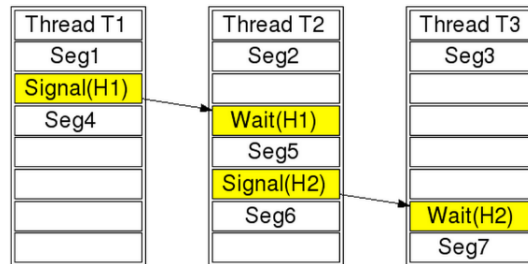 Thread T1
Seg1
Signal(H1)
Seg4
Thread T2
Seg2
Wait(H1)
Seg5
Signal(H2)
Seg6
Thread T3
Seg3
Wait(H2)
Seg7